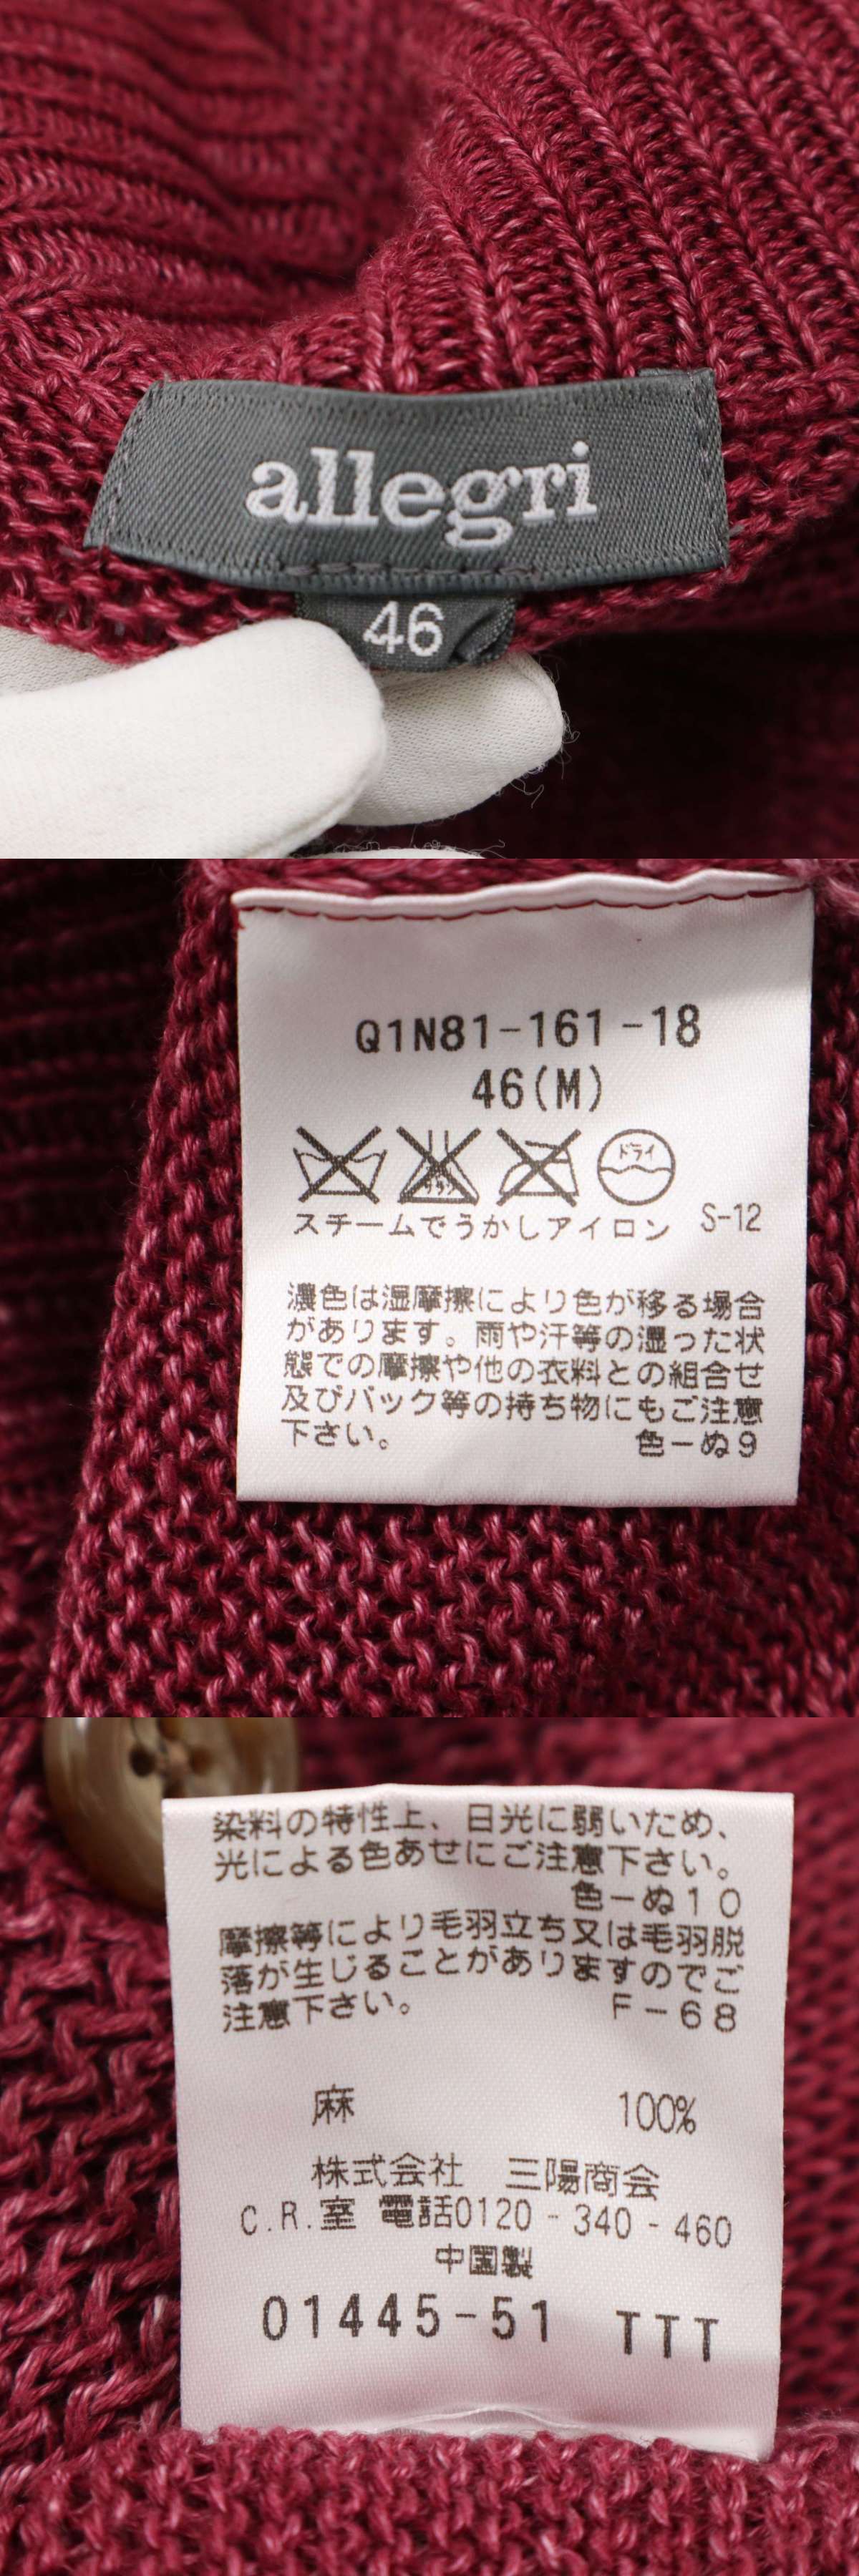 allegri
46
Q1N81-161-18
46(M)
ドライ
スチームでうかしアイロン S-12
濃色は湿摩擦により色が移る場合
があります。雨や汗等の湿った状
態での摩擦や他の衣料との組合せ
及びバック等の持ち物にもご注意
下さい。 色ーぬ9
染料の特性上、日光に弱いため、
光による色あせにご注意下さい。
色ーぬ10
摩擦等により毛羽立ち又は毛羽脱
落が生じることがありますのでご
注意下さい。 F-68
麻 100%
株式会社 三陽商会
C.R.室 電話0120-340-460
中国製
01445-51 TTT